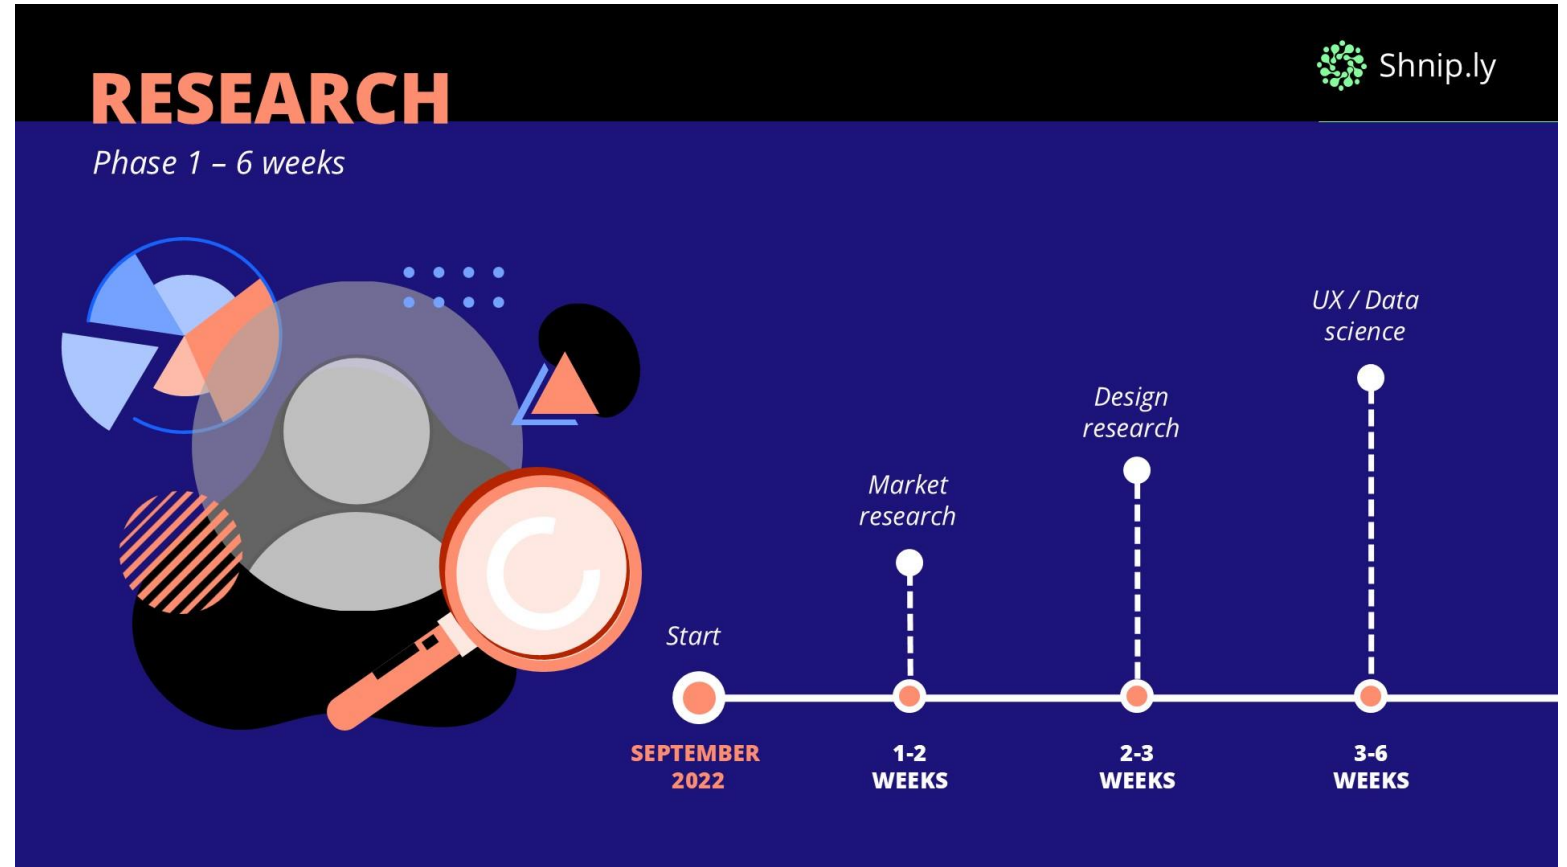 RESEARCH
Shnip.ly
Phase 1 – 6 weeks
UX / Data
science
Design
research
Market
research
Start
SEPTEMBER
2022
1-2
WEEKS
2-3
WEEKS
3-6
WEEKS